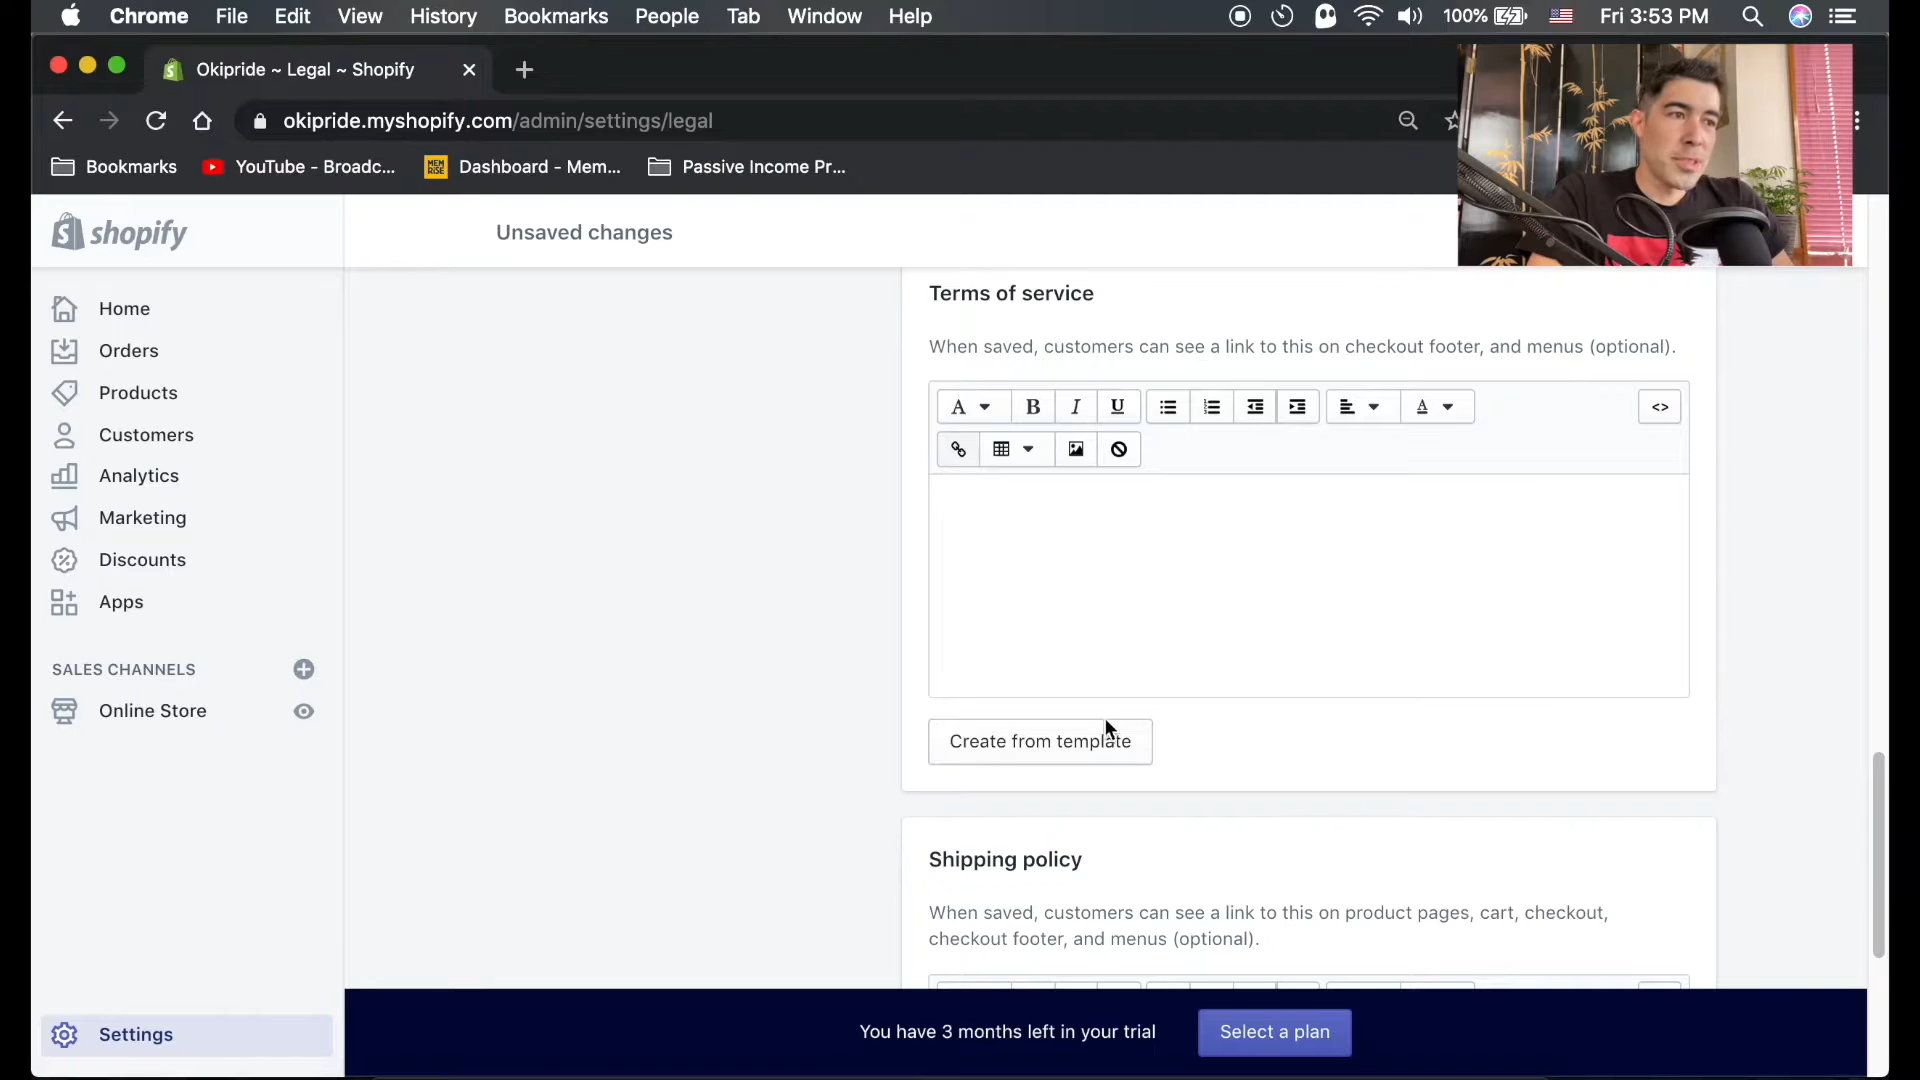 Chrome File Edit View History Bookmarks People Tab Window Help 100% Fri 3:53 PM
Okipride ~ Legal ~ Shopify
okipride.myshopify.com/admin/settings/legal
Bookmarks YouTube - Broadc... MEM RiSE Dashboard - Mem... Passive Income Pr...
shopify
Unsaved changes
Home
Orders
Products
Customers
Analytics
Marketing
Discounts
Apps
SALES CHANNELS
Online Store
Settings
Terms of service
When saved, customers can see a link to this on checkout footer, and menus (optional).
A B I U A <>
Create from template
Shipping policy
When saved, customers can see a link to this on product pages, cart, checkout,
checkout footer, and menus (optional).
You have 3 months left in your trial Select a plan